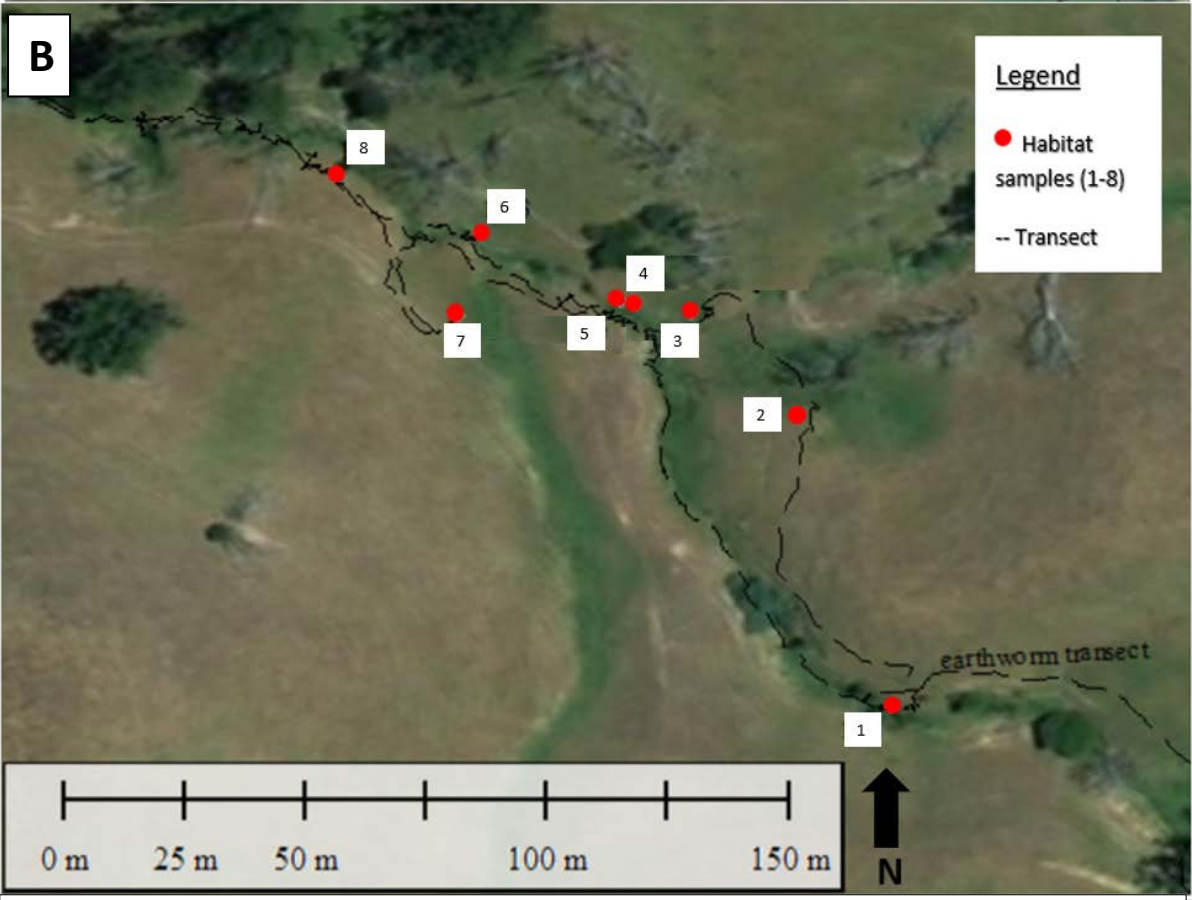 B
Legend
Habitat
samples (1-8)
-- Transect
8
6
4
5
3
7
2
earthworm transect
1
0 m 25 m 50 m 100 m 150 m
N